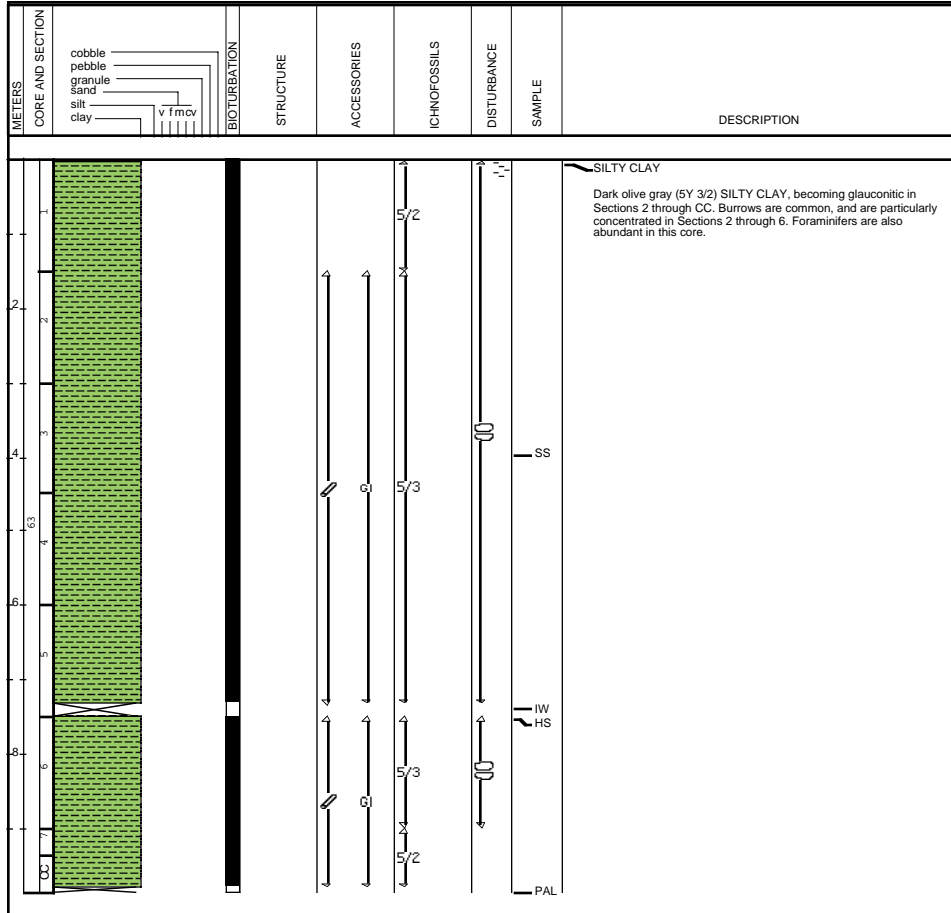 METERS
CORE AND SECTION
cobble
pebble
granule
sand
silt
v f m c v
clay
BIOTURBATION
STRUCTURE
ACCESSORIES
ICHNOFOSSILS
DISTURBANCE
SAMPLE
DESCRIPTION
SILTY CLAY
Dark olive gray (5Y 3/2) SILTY CLAY, becoming glauconitic in
Sections 2 through CC. Burrows are common, and are particularly
concentrated in Sections 2 through 6. Foraminifers are also
abundant in this core.
1
5/2
2
2
3
4
SS
Gl
5/3
63
4
6
5
IW
HS
8
6
5/3
Gl
7
5/2
CC
PAL